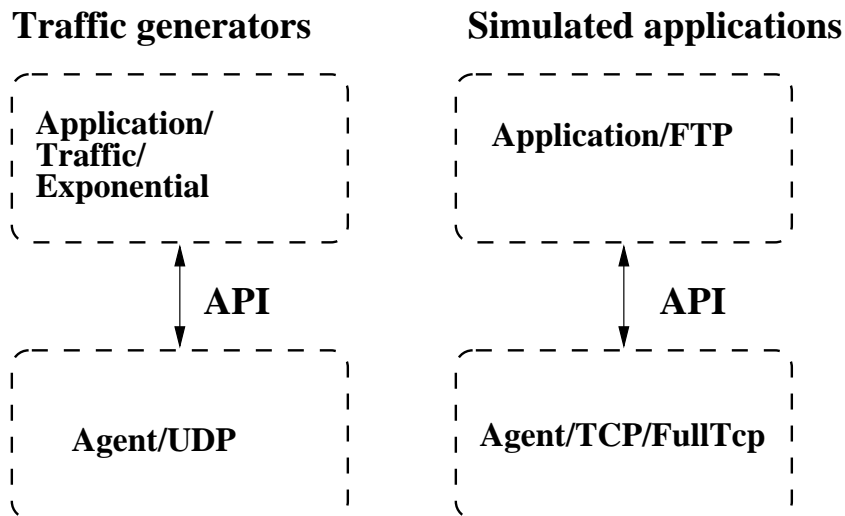 Traffic generators
Application/
Traffic/
Exponential
API
Agent/UDP
Simulated applications
Application/FTP
API
Agent/TCP/FullTcp